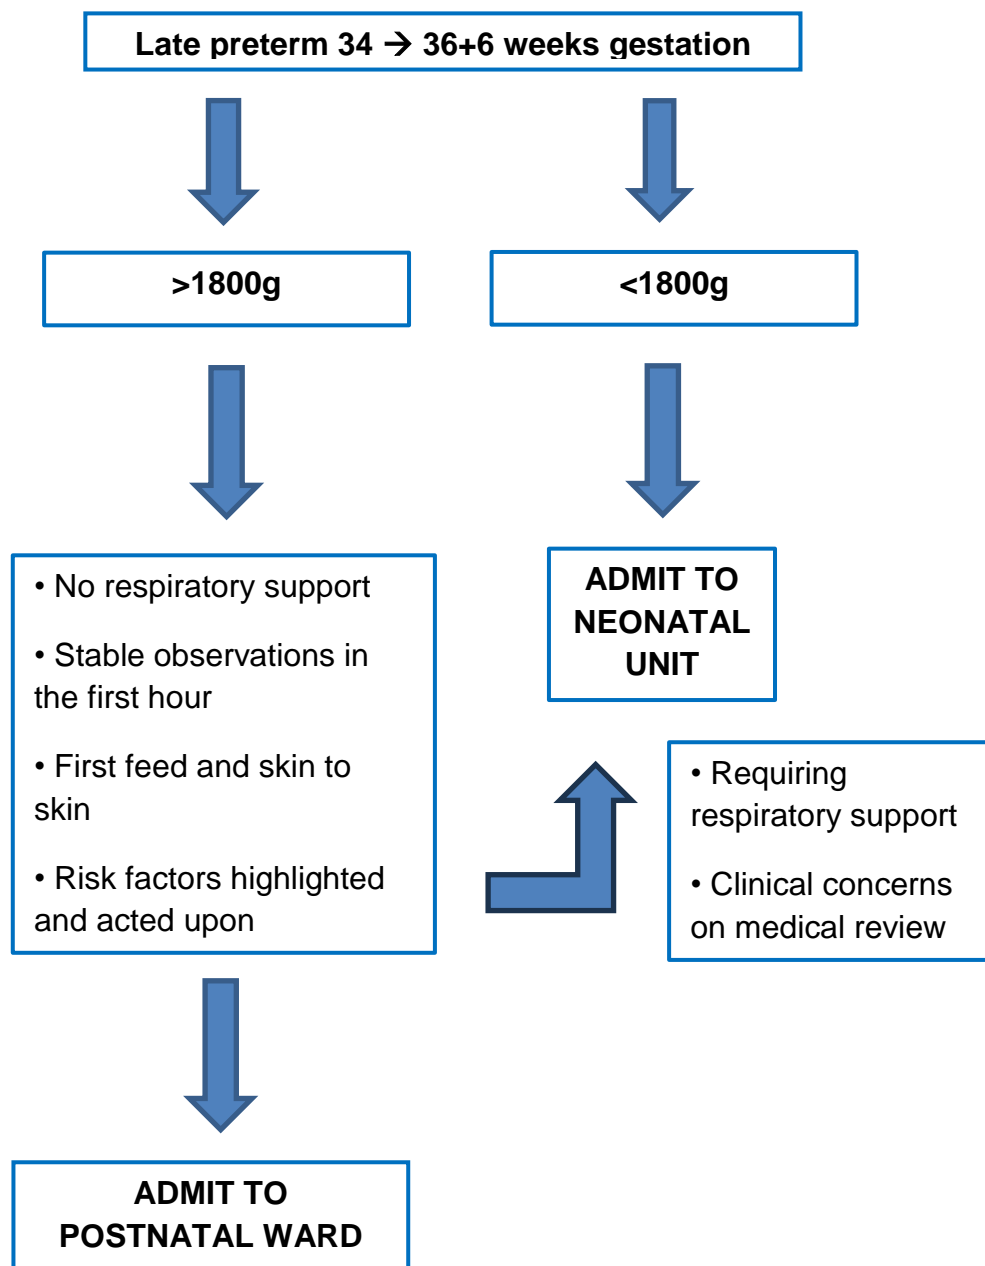 Late preterm 34 → 36+6 weeks gestation
>1800g
<1800g
• No respiratory support
• Stable observations in
the first hour
• First feed and skin to
skin
• Risk factors highlighted
and acted upon
ADMIT TO
NEONATAL
UNIT
• Requiring
respiratory support
• Clinical concerns
on medical review
ADMIT TO
POSTNATAL WARD